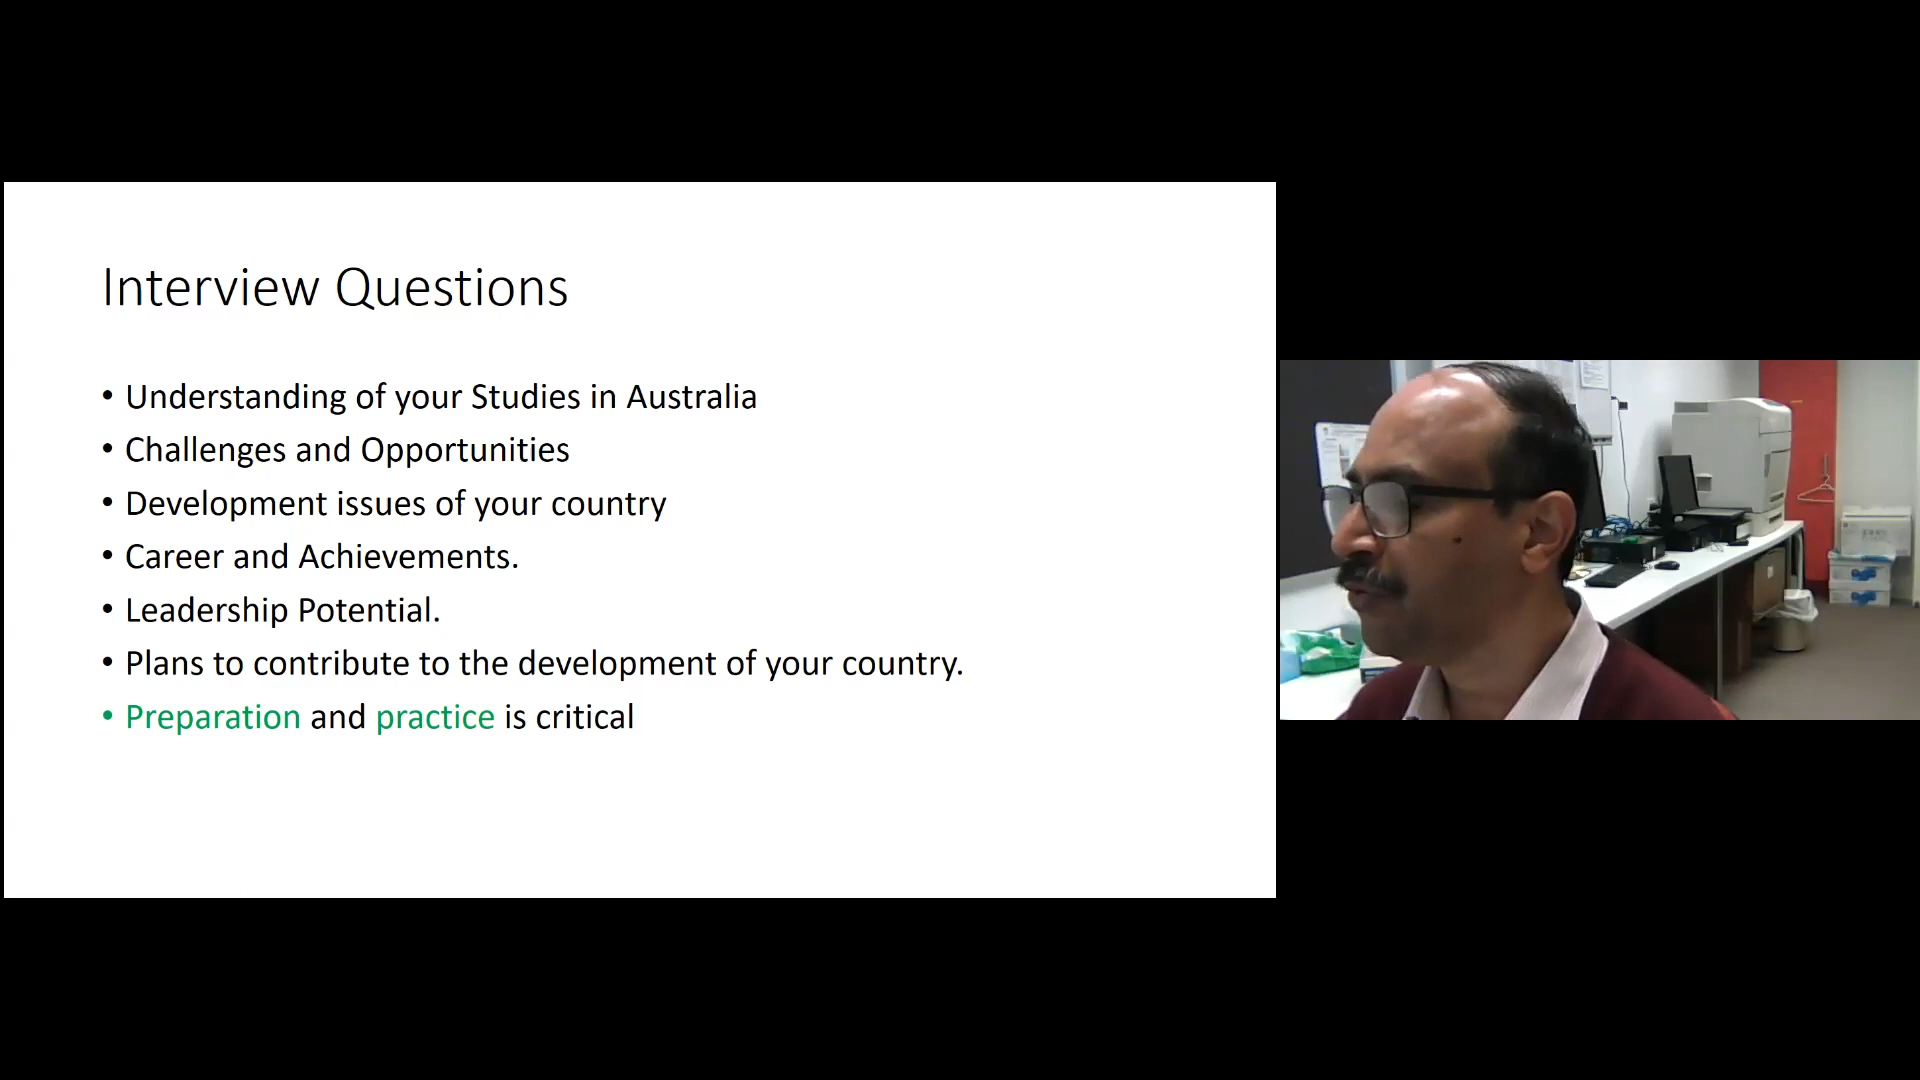 Interview Questions
• Understanding of your Studies in Australia
• Challenges and Opportunities
• Development issues of your country
• Career and Achievements.
• Leadership Potential.
• Plans to contribute to the development of your country.
• Preparation and practice is critical